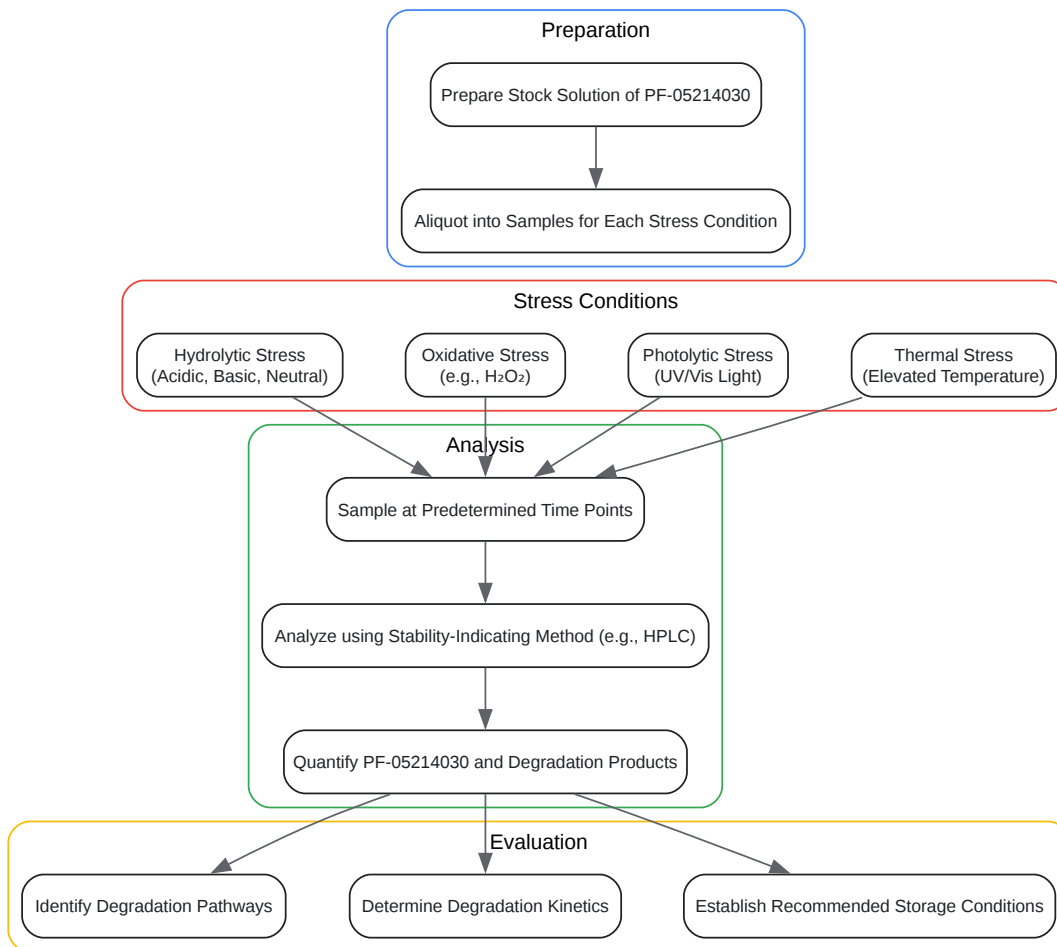 Preparation
Prepare Stock Solution of PF-05214030
Aliquot into Samples for Each Stress Condition
Stress Conditions
Hydrolytic Stress
(Acidic, Basic, Neutral)
Oxidative Stress
(e.g., H₂O₂)
Photolytic Stress
(UV/Vis Light)
Thermal Stress
(Elevated Temperature)
Analysis
Sample at Predetermined Time Points
Analyze using Stability-Indicating Method (e.g., HPLC)
Quantify PF-05214030 and Degradation Products
Evaluation
Identify Degradation Pathways
Determine Degradation Kinetics
Establish Recommended Storage Conditions